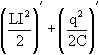 (LI²/2)′ + (q²/2C)′